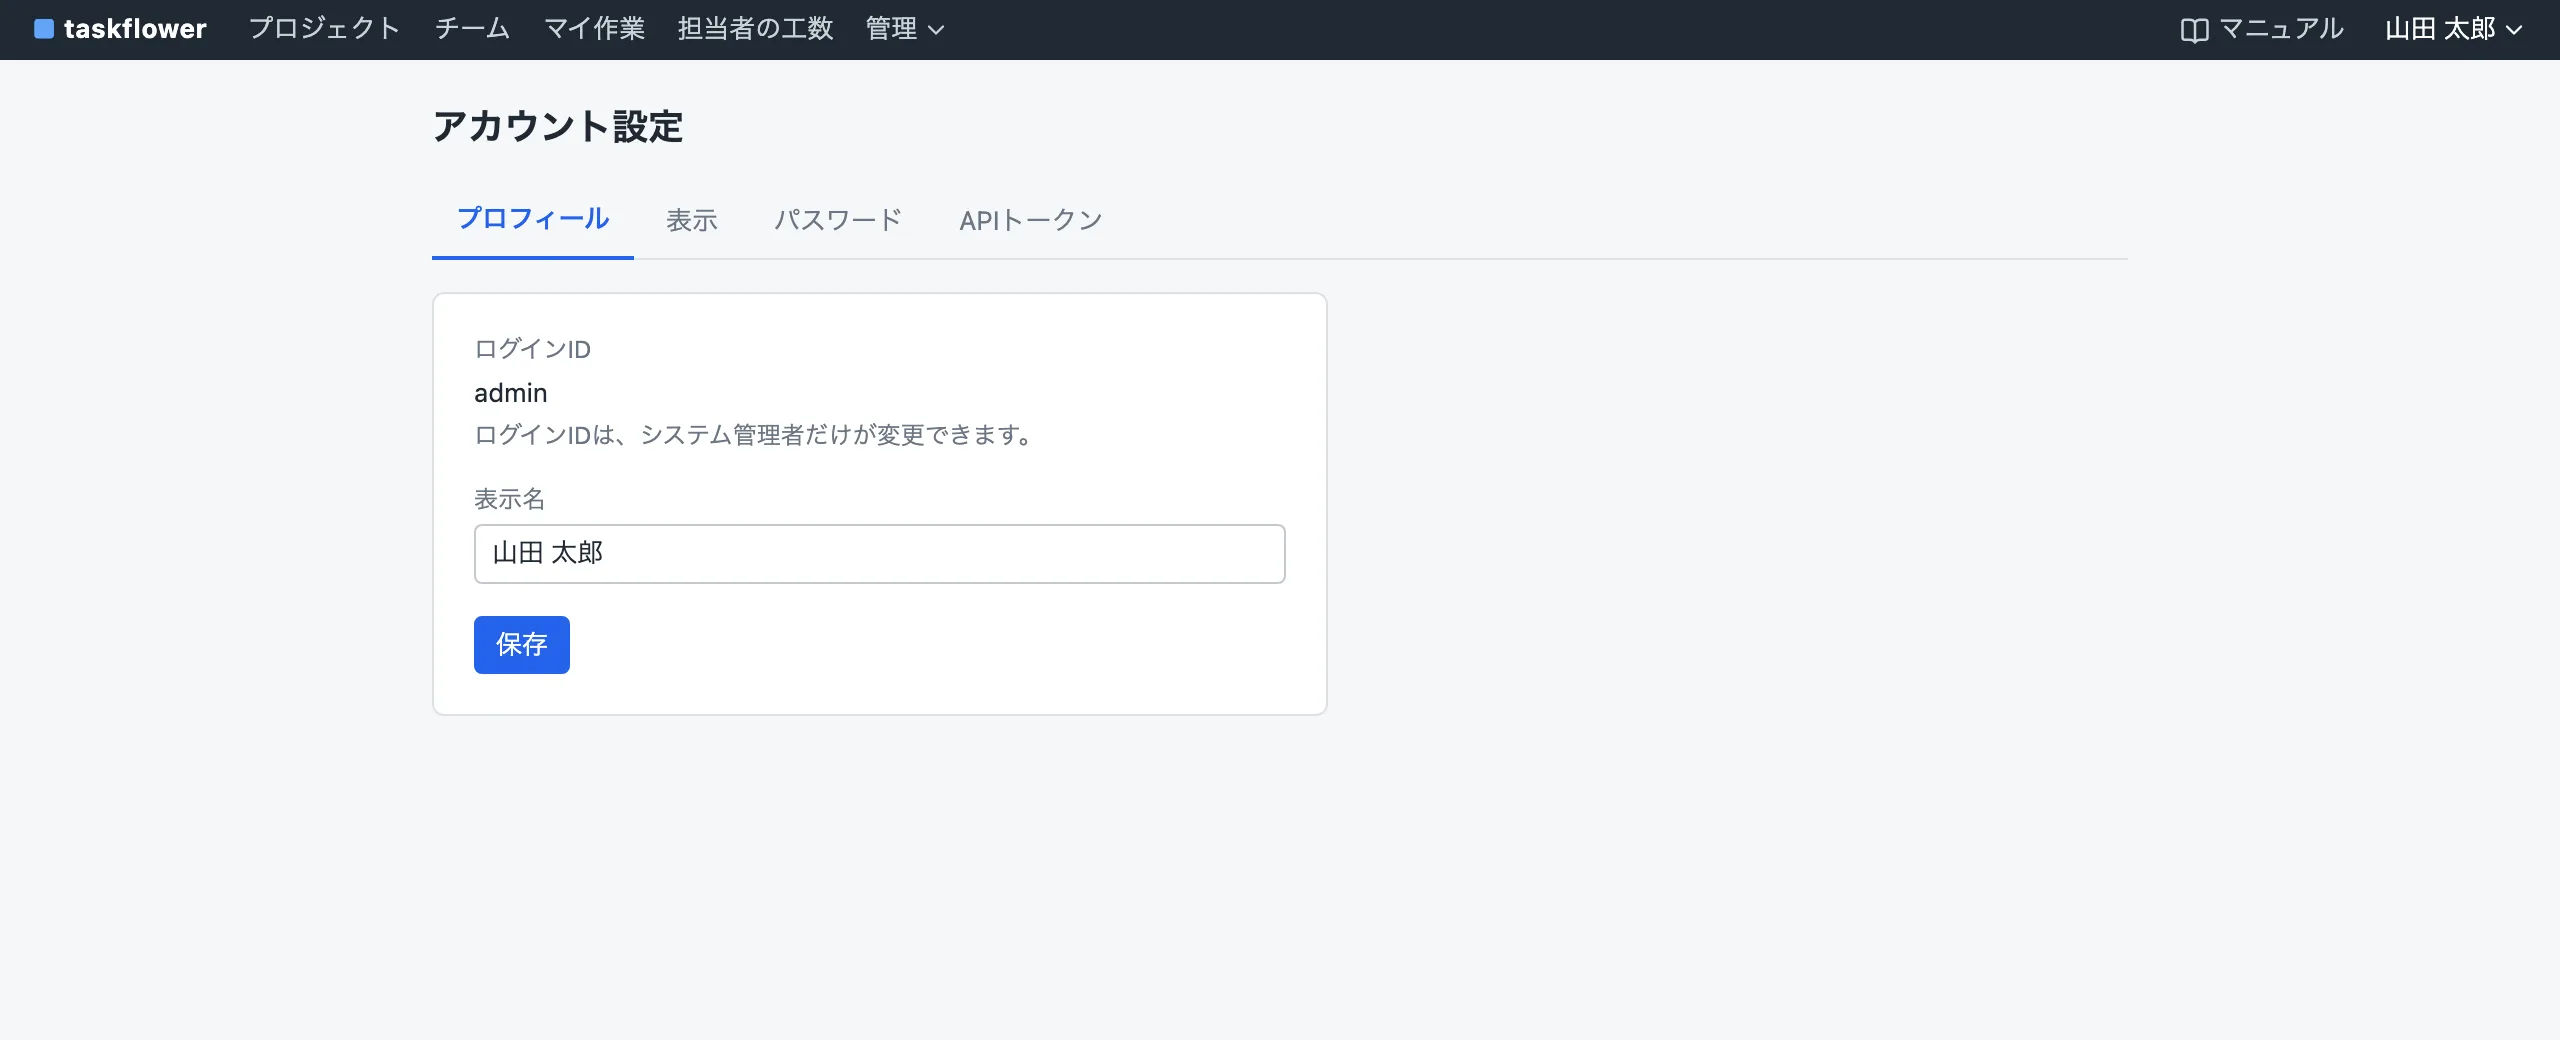 taskflower プロジェクト チーム マイ作業 担当者の工数 管理 マニュアル 山田 太郎
アカウント設定
プロフィール 表示 パスワード APIトークン
ログインID
admin
ログインIDは、システム管理者だけが変更できます。
表示名
山田 太郎
保存